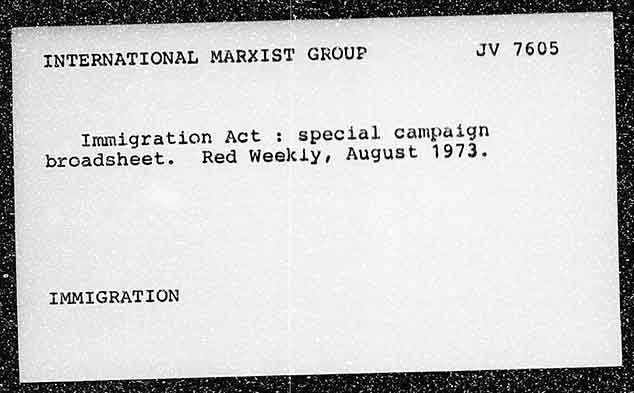 INTERNATIONAL MARXIST GROUP JV 7605
Immigration Act : special campaign
broadsheet. Red Weekly, August 1973.
IMMIGRATION